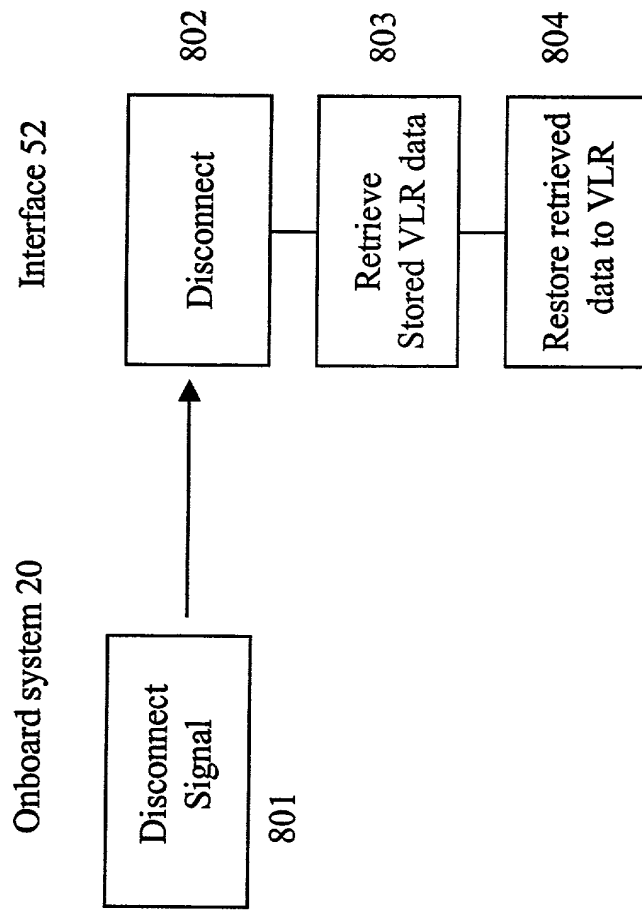 Onboard system 20
Interface 52
Disconnect
Signal
801
Disconnect
802
Retrieve
Stored VLR data
803
Restore retrieved
data to VLR
804